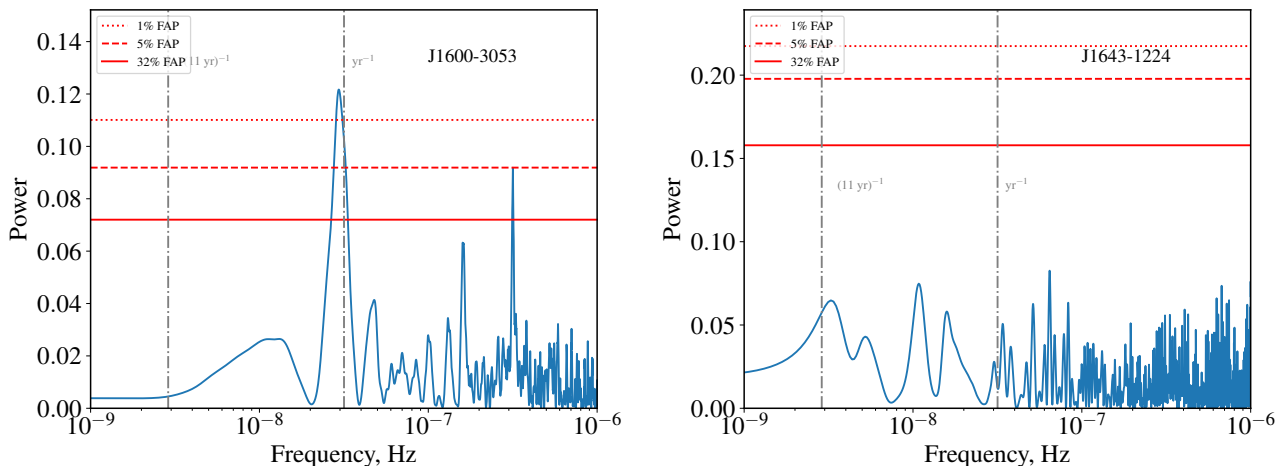 1% FAP
5% FAP
32% FAP
11 yr)⁻¹
yr⁻¹
J1600-3053
0.14
0.12
0.10
0.08
0.06
0.04
0.02
0.00
10⁻⁹
10⁻⁸
10⁻⁷
10⁻⁶
Power
Frequency, Hz
1% FAP
5% FAP
32% FAP
J1643-1224
(11 yr)⁻¹
yr⁻¹
0.20
0.15
0.10
0.05
0.00
10⁻⁹
10⁻⁸
10⁻⁷
10⁻⁶
Power
Frequency, Hz